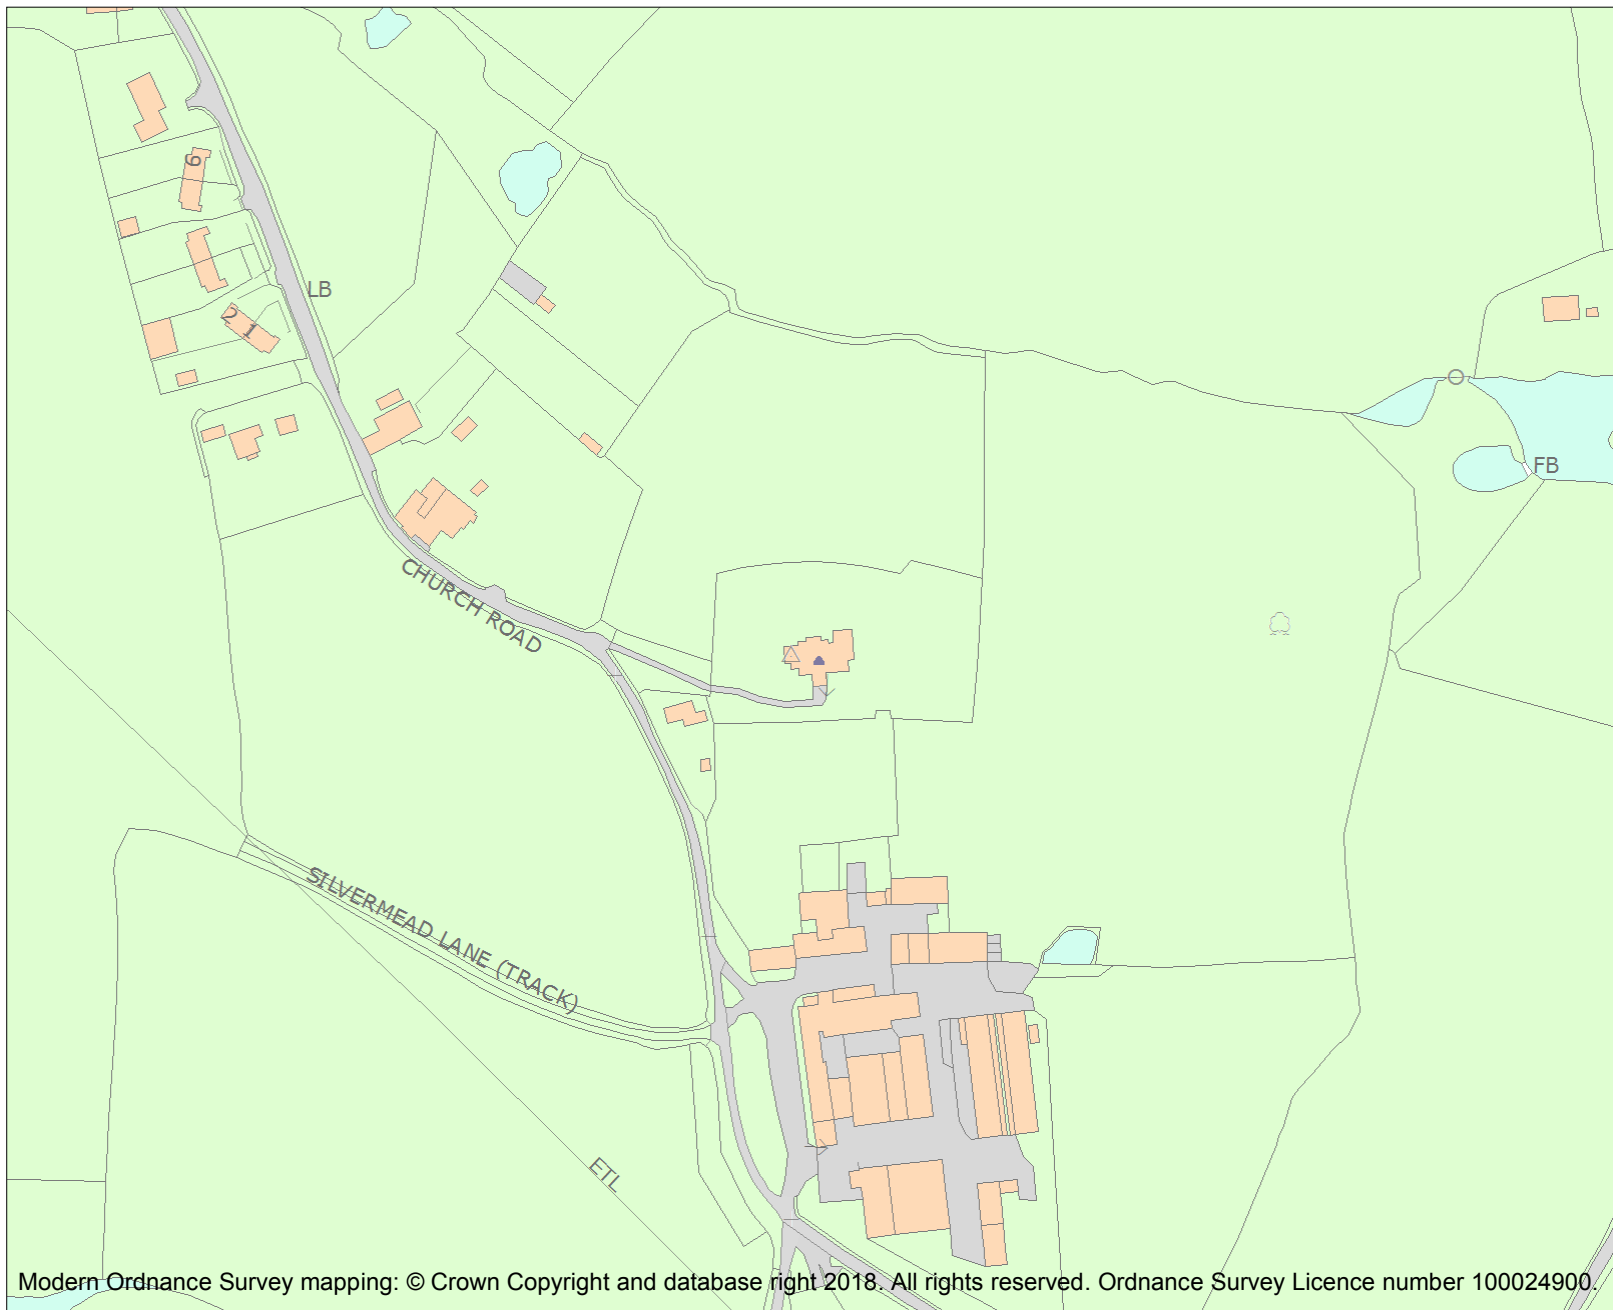 6
LB
2 1
FB
CHURCH ROAD
SILVERMEAD LANE (TRACK)
ETL
Modern Ordnance Survey mapping: © Crown Copyright and database right 2018. All rights reserved. Ordnance Survey Licence number 100024900.